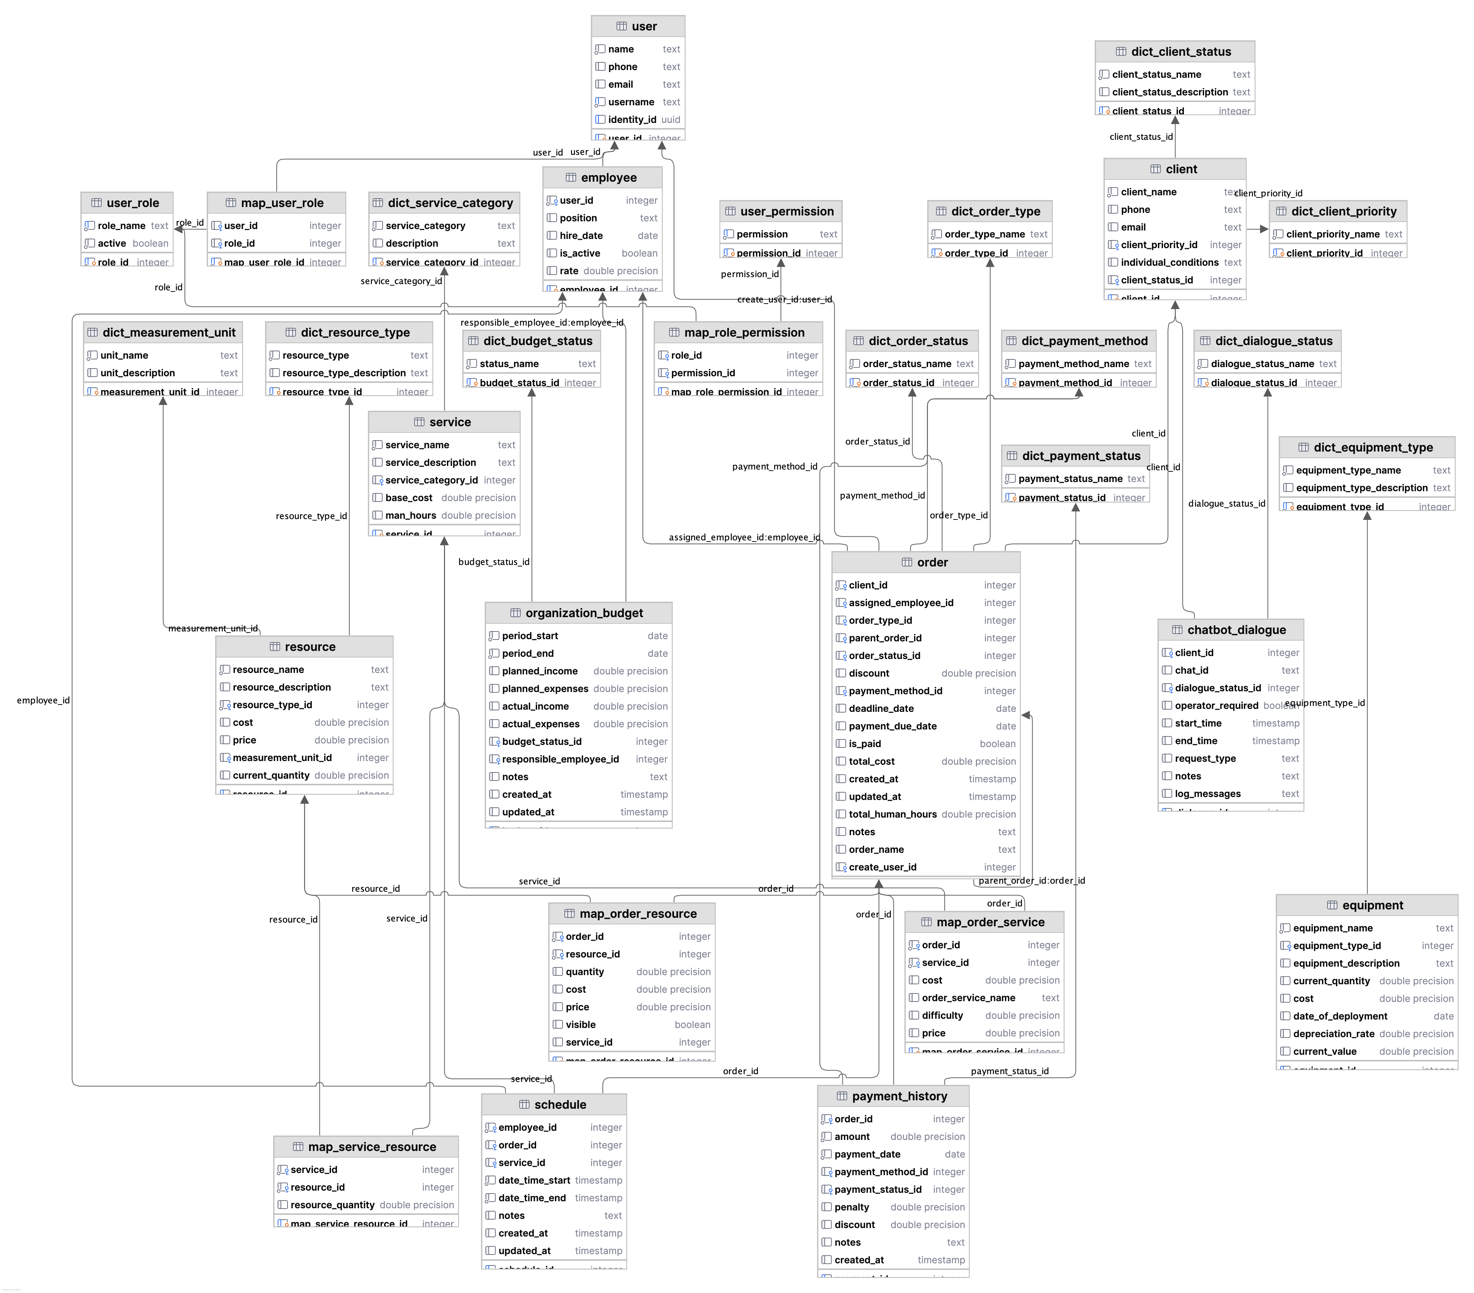 user
name text
phone text
email text
username text
identity_id uuid
user_id integer
dict_client_status
client_status_name text
client_status_description text
client_status_id integer
client_status_id
user_id user_id
employee
user_id integer
position text
hire_date date
is_active boolean
rate double precision
employee_id integer
client
client_name text
phone text
email text
client_priority_id integer
individual_conditions text
client_status_id integer
client_id integer
client_priority_id
user_role
role_name text
active boolean
role_id integer
role_id
map_user_role
user_id integer
role_id integer
map_user_role_id integer
dict_service_category
service_category text
description text
service_category_id integer
user_permission
permission text
permission_id integer
dict_order_type
order_type_name text
order_type_id integer
dict_client_priority
client_priority_name text
client_priority_id integer
role_id
service_category_id
permission_id
create_user_id:user_id
responsible_employee_id:employee_id
dict_measurement_unit
unit_name text
unit_description text
measurement_unit_id integer
dict_resource_type
resource_type text
resource_type_description text
resource_type_id integer
dict_budget_status
status_name text
budget_status_id integer
map_role_permission
role_id integer
permission_id integer
map_role_permission_id integer
dict_order_status
order_status_name text
order_status_id integer
dict_payment_method
payment_method_name text
payment_method_id integer
dict_dialogue_status
dialogue_status_name text
dialogue_status_id integer
service
service_name text
service_description text
service_category_id integer
base_cost double precision
man_hours double precision
service_id integer
order_status_id
client_id
dict_payment_status
payment_status_name text
payment_status_id integer
dict_equipment_type
equipment_type_name text
equipment_type_description text
equipment_type_id integer
payment_method_id
client_id
payment_method_id
dialogue_status_id
resource_type_id
order_type_id
assigned_employee_id:employee_id
budget_status_id
order
client_id integer
assigned_employee_id integer
order_type_id integer
parent_order_id integer
order_status_id integer
discount double precision
payment_method_id integer
deadline_date date
payment_due_date date
is_paid boolean
total_cost double precision
created_at timestamp
updated_at timestamp
total_human_hours double precision
notes text
order_name text
create_user_id integer
organization_budget
period_start date
period_end date
planned_income double precision
planned_expenses double precision
actual_income double precision
actual_expenses double precision
budget_status_id integer
responsible_employee_id integer
notes text
created_at timestamp
updated_at timestamp
measurement_unit_id
resource
resource_name text
resource_description text
resource_type_id integer
cost double precision
price double precision
measurement_unit_id integer
current_quantity double precision
resource_id integer
chatbot_dialogue
client_id integer
chat_id text
dialogue_status_id integer
operator_required boolean
start_time timestamp
end_time timestamp
request_type text
notes text
log_messages text
employee_id
equipment_type_id
service_id
resource_id
order_id
parent_order_id:order_id
order_id
order_id
resource_id
service_id
map_order_resource
order_id integer
resource_id integer
quantity double precision
cost double precision
price double precision
visible boolean
service_id integer
map_order_resource_id integer
map_order_service
order_id integer
service_id integer
cost double precision
order_service_name text
difficulty double precision
price double precision
map_order_service_id integer
equipment
equipment_name text
equipment_type_id integer
equipment_description text
current_quantity double precision
cost double precision
date_of_deployment date
depreciation_rate double precision
current_value double precision
equipment_id integer
service_id
order_id
payment_status_id
map_service_resource
service_id integer
resource_id integer
resource_quantity double precision
map_service_resource_id integer
schedule
employee_id integer
order_id integer
service_id integer
date_time_start timestamp
date_time_end timestamp
notes text
created_at timestamp
updated_at timestamp
schedule_id integer
payment_history
order_id integer
amount double precision
payment_date date
payment_method_id integer
payment_status_id integer
penalty double precision
discount double precision
notes text
created_at timestamp